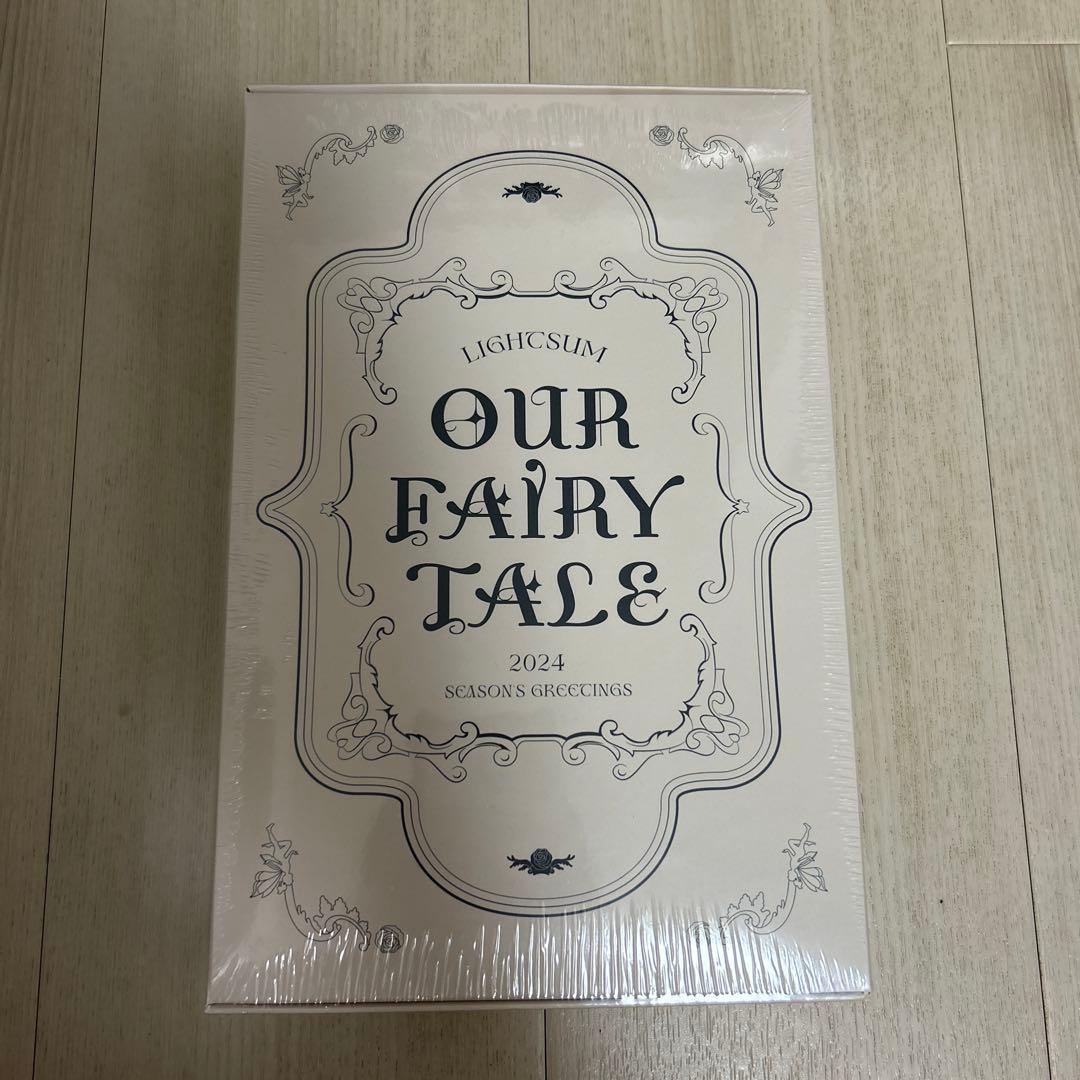 LIGHTSUM
OUR
FAIRY
TALE
2024
SEASON'S GREETINGS